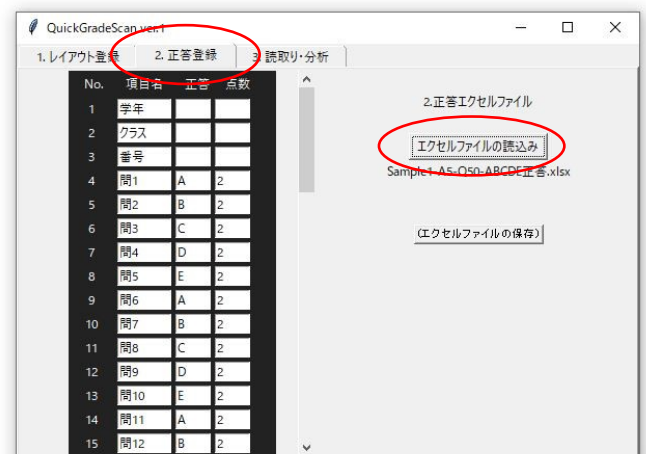 QuickGradeScan ver.1
1. レイアウト登録 2. 正答登録 3. 読取り・分析
No. 項目名 正答 点数
1 学年
2 クラス
3 番号
4 問1 A 2
5 問2 B 2
6 問3 C 2
7 問4 D 2
8 問5 E 2
9 問6 A 2
10 問7 B 2
11 問8 C 2
12 問9 D 2
13 問10 E 2
14 問11 A 2
15 問12 B 2
2.正答エクセルファイル
エクセルファイルの読込み
Sample1-A5-Q50-ABCDE正答.xlsx
(エクセルファイルの保存)